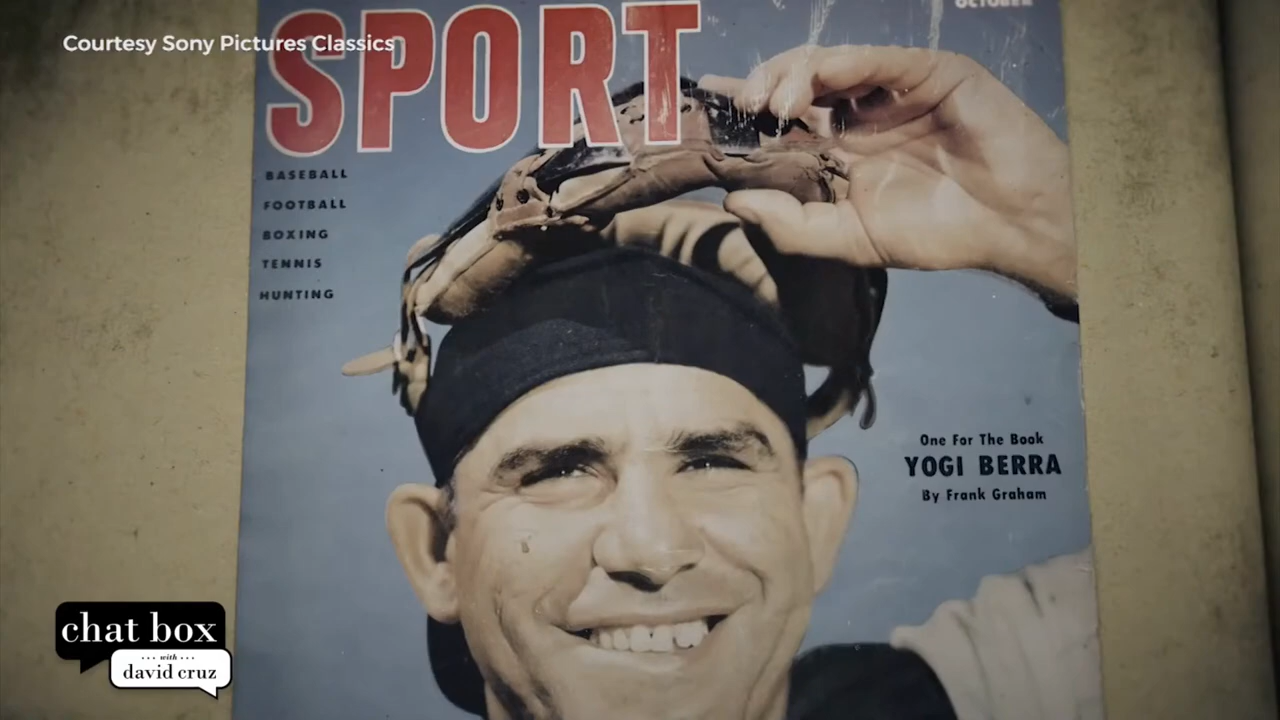 OCTOBER
Courtesy Sony Pictures Classics
SPORT
BASEBALL
FOOTBALL
BOXING
TENNIS
HUNTING
One For The Book
YOGI BERRA
By Frank Graham
chat box
with
david cruz